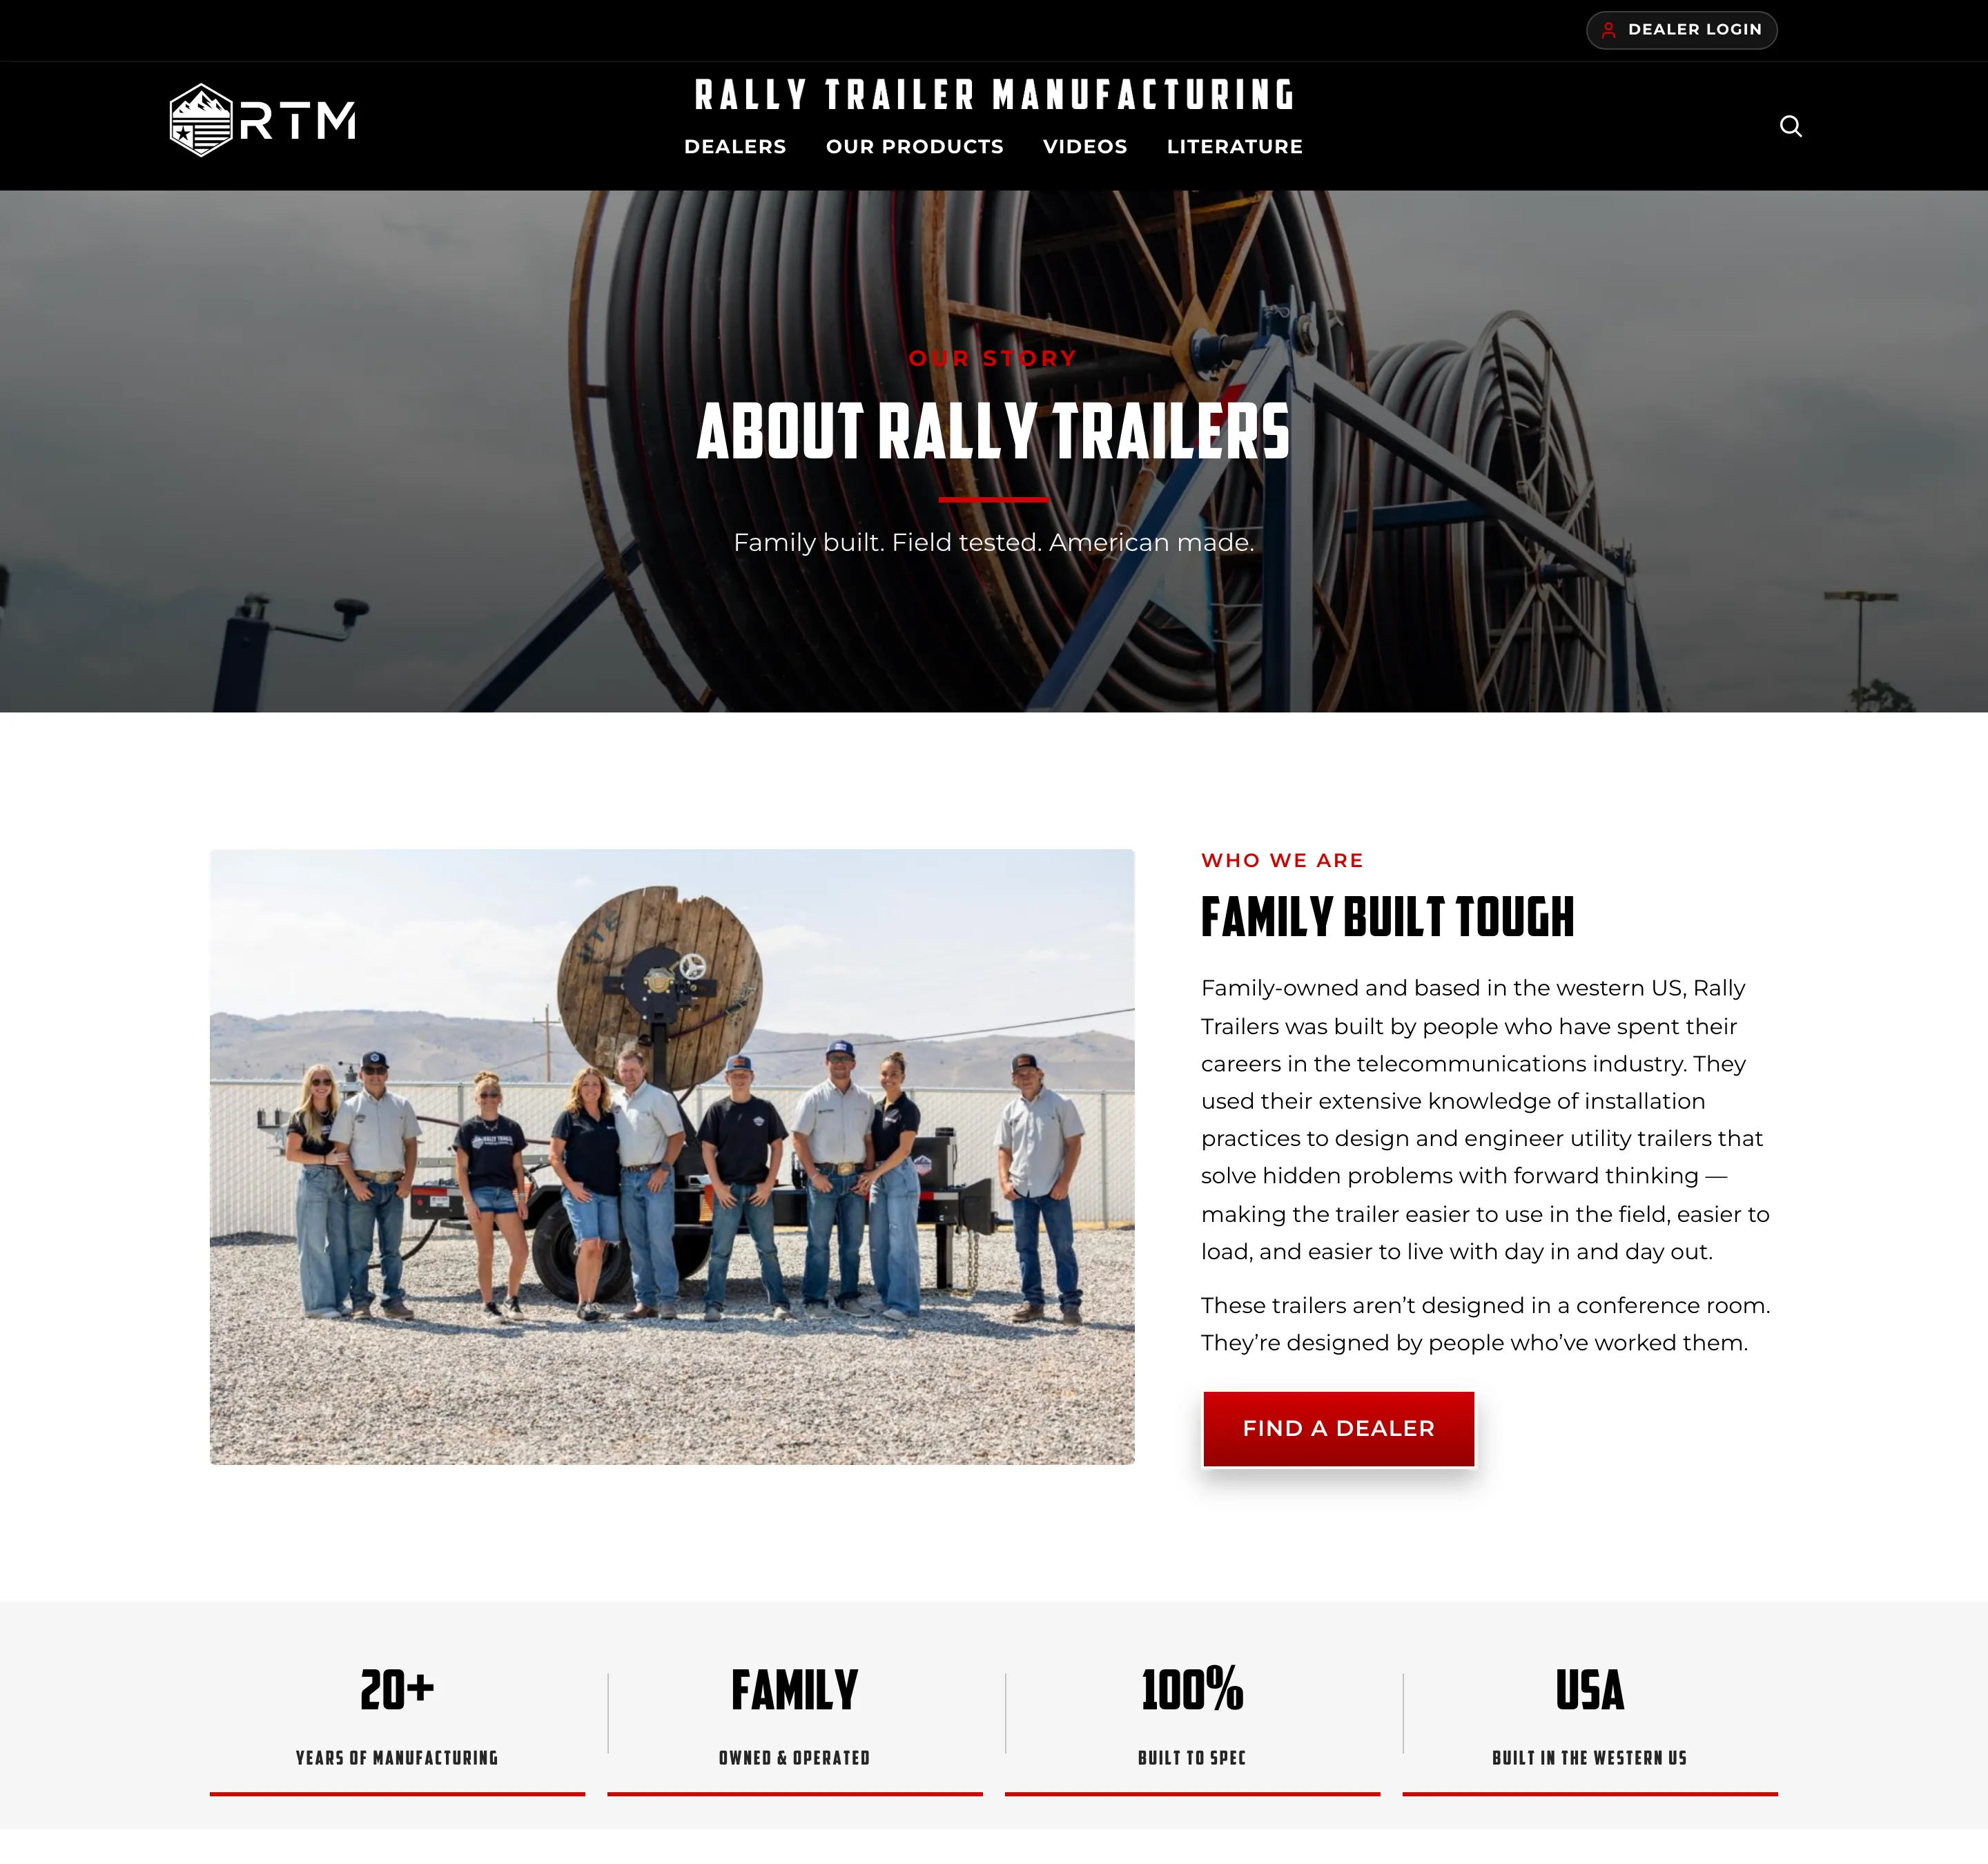 DEALER LOGIN
RTM
RALLY TRAILER MANUFACTURING
DEALERS OUR PRODUCTS VIDEOS LITERATURE
OUR STORY
ABOUT RALLY TRAILERS
Family built. Field tested. American made.
WHO WE ARE
FAMILY BUILT TOUGH
Family-owned and based in the western US, Rally
Trailers was built by people who have spent their
careers in the telecommunications industry. They
used their extensive knowledge of installation
practices to design and engineer utility trailers that
solve hidden problems with forward thinking —
making the trailer easier to use in the field, easier to
load, and easier to live with day in and day out.
These trailers aren’t designed in a conference room.
They’re designed by people who’ve worked them.
FIND A DEALER
20+
YEARS OF MANUFACTURING
FAMILY
OWNED & OPERATED
100%
BUILT TO SPEC
USA
BUILT IN THE WESTERN US